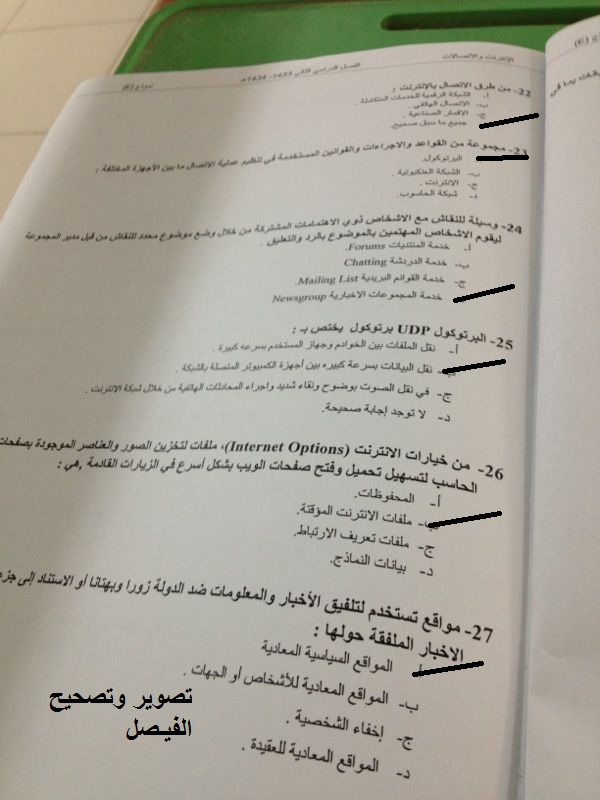 الإنترنت والاتصالات
الفصل الدراسي الثاني 1433- 1434هـ
نموذج (E)
22- من طرق الاتصال بالإنترنت :
أ- الشبكة الرقمية للخدمات المتكاملة .
ب- الاتصال الهاتفي .
ج- الأقمار الصناعية .
جميع ما سبق صحيح.
23- مجموعة من القواعد والاجراءات والقوانين المستخدمة في تنظيم عملية الاتصال ما بين الأجهزة المختلفة :
البرتوكول.
ب- الشبكة العنكبوتية .
ج- الانترنت .
د- شبكة الحاسوب.
24- وسيلة للنقاش مع الأشخاص ذوي الاهتمامات المشتركة من خلال وضع موضوع محدد للنقاش من قبل مدير المجموعة
ليقوم الأشخاص المهتمين بالموضوع بالرد والتعليق .
أ- خدمة المنتديات Forums.
ب- خدمة الدردشة Chatting
ج- خدمة القوائم البريدية Mailing List.
خدمة المجموعات الاخبارية Newsgroup
25- البرتوكول UDP برتوكول يختص بـ :
أ- نقل الملفات بين الخوادم وجهاز المستخدم بسرعه كبيرة .
ب- نقل البيانات بسرعة كبيره بين أجهزة الكمبيوتر المتصلة بالشبكة .
ج- في نقل الصوت بوضوح ونقاء شديد واجراء المحادثات الهاتفية من خلال شبكة الانترنت .
د- لا توجد إجابة صحيحة.
26- من خيارات الانترنت (Internet Options)، ملفات لتخزين الصور والعناصر الموجودة بصفحات
الحاسب لتسهيل تحميل وفتح صفحات الويب بشكل أسرع في الزيارات القادمة ,هي :
أ- المحفوظات.
ب- ملفات الانترنت المؤقتة.
ج- ملفات تعريف الارتباط.
د- بيانات النماذج.
27- مواقع تستخدم لتلفيق الأخبار والمعلومات ضد الدولة زورا وبهتانا أو الاستناد إلى
الاخبار الملفقة حولها :
أ- المواقع السياسية المعادية
ب- المواقع المعادية للأشخاص أو الجهات .
ج- إخفاء الشخصية .
د- المواقع المعادية للعقيدة .
تصوير وتصحيح
الفيصل